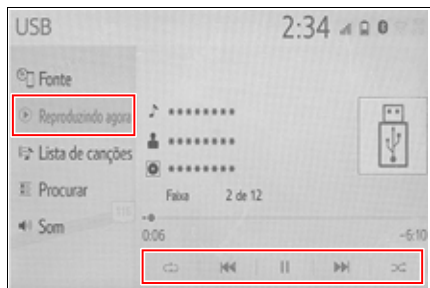 USB
2:34
Fonte
Reproduzindo agora
Lista de canções
Procurar
Som
********
********
********
Faixa 2 de 12
0:06
-6:10